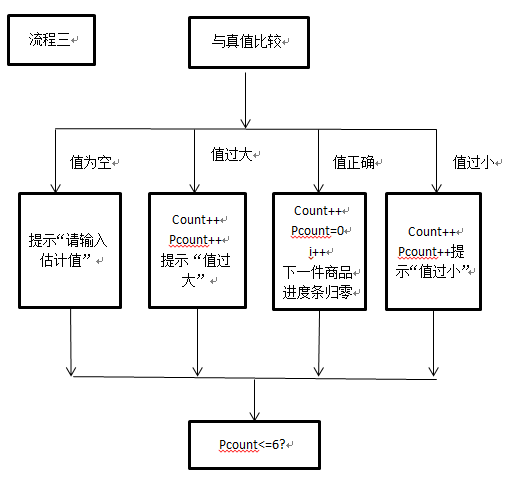 流程三
与真值比较
值为空
值过大
值正确
值过小
提示“请输入
估计值”
Count++
Pcount++
提示“值过
大”
Count++
Pcount=0
i++
下一件商品
进度条归零
Count++
Pcount++提
示“值过小”
Pcount<=6?